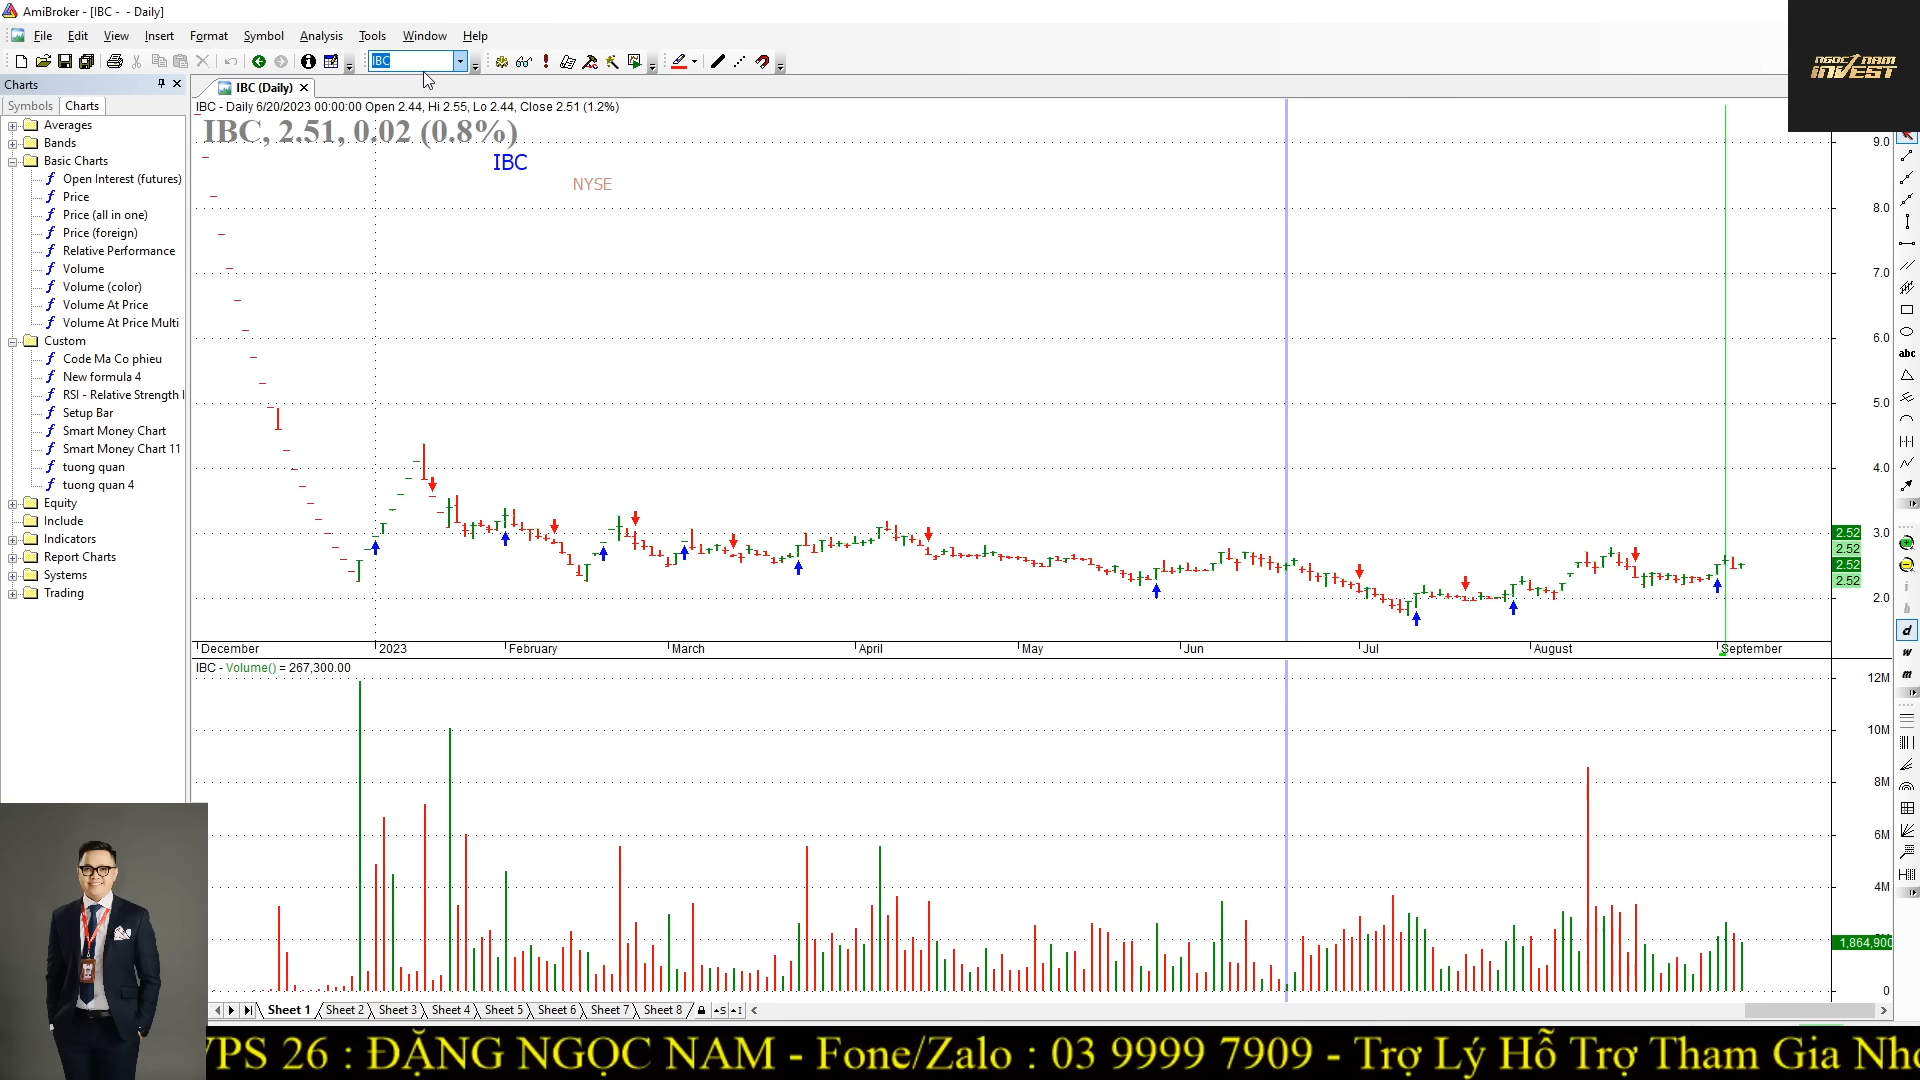 AmiBroker - [IBC - - Daily]
File Edit View Insert Format Symbol Analysis Tools Window Help
IBC
NGOC NAM
INVEST
Charts
IBC (Daily)
Symbols Charts
IBC - Daily 6/20/2023 00:00:00 Open 2.44, Hi 2.55, Lo 2.44, Close 2.51 (1.2%)
IBC, 2.51, 0.02 (0.8%)
IBC
NYSE
Averages
Bands
Basic Charts
Open Interest (futures)
Price
Price (all in one)
Price (foreign)
Relative Performance
Volume
Volume (color)
Volume At Price
Volume At Price Multi
Custom
Code Ma Co phieu
New formula 4
RSI - Relative Strength I
Setup Bar
Smart Money Chart
Smart Money Chart 11
tuong quan
tuong quan 4
Equity
Include
Indicators
Report Charts
Systems
Trading
9.0
8.0
7.0
6.0
5.0
4.0
3.0
2.52
2.52
2.52
2.52
2.0
abc
d
w
m
December 2023 February March April May Jun Jul August September
IBC - Volume() = 267,300.00
12M
10M
8M
6M
4M
1,864,900
0
Sheet 1 Sheet 2 Sheet 3 Sheet 4 Sheet 5 Sheet 6 Sheet 7 Sheet 8
VPS 26 : ĐẶNG NGỌC NAM - Fone/Zalo : 03 9999 7909 - Trợ Lý Hỗ Trợ Tham Gia Nhó